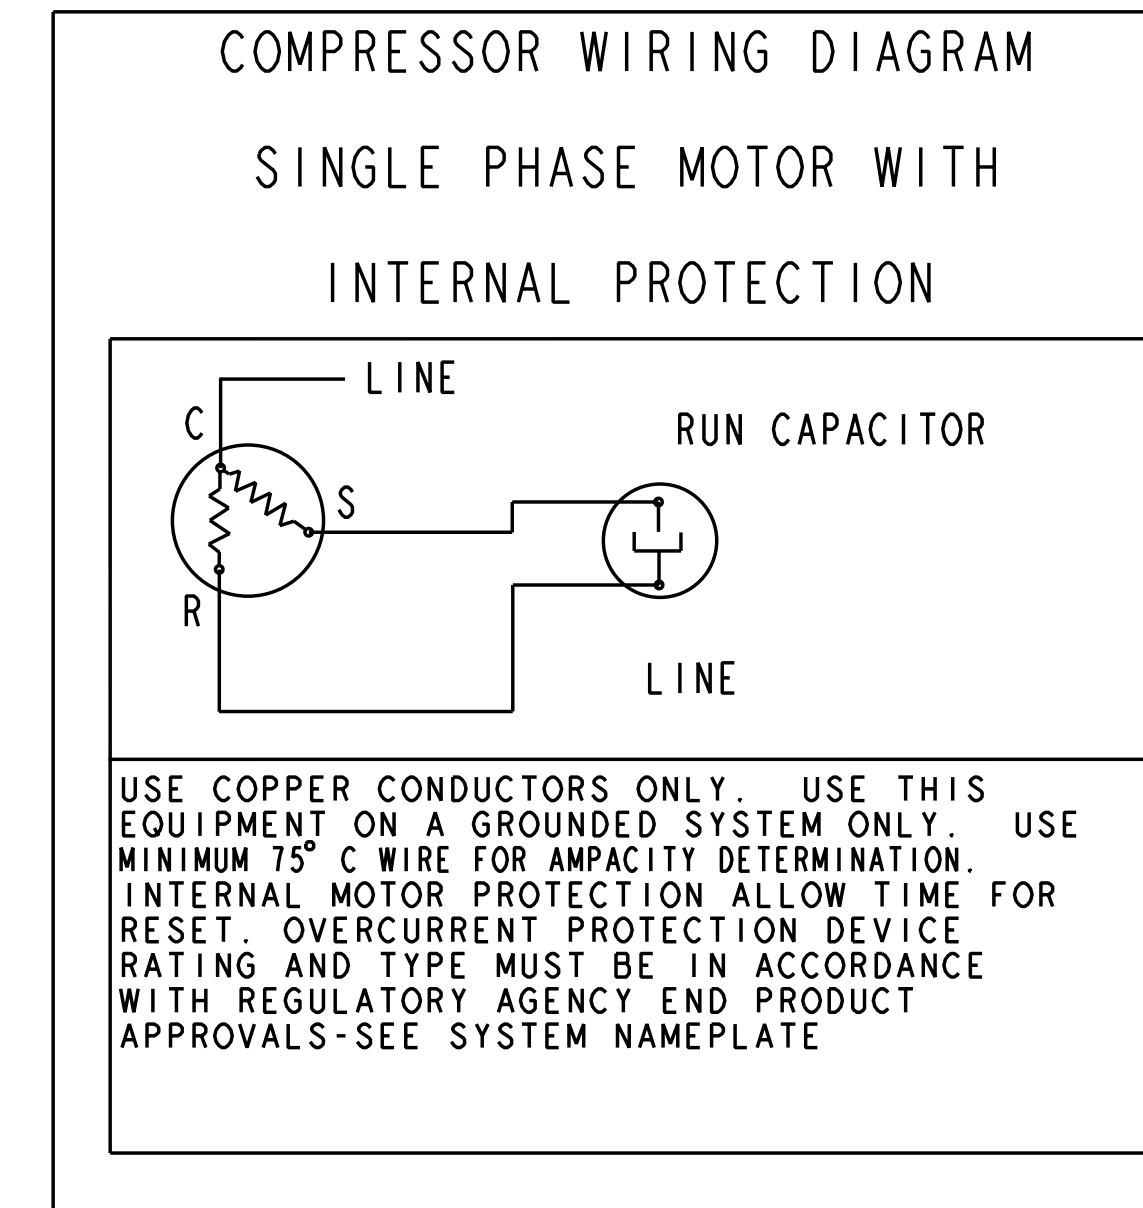 COMPRESSOR WIRING DIAGRAM
SINGLE PHASE MOTOR WITH
INTERNAL PROTECTION
LINE
C
RUN CAPACITOR
S
R
LINE
USE COPPER CONDUCTORS ONLY. USE THIS
EQUIPMENT ON A GROUNDED SYSTEM ONLY. USE
MINIMUM 75° C WIRE FOR AMPACITY DETERMINATION.
INTERNAL MOTOR PROTECTION ALLOW TIME FOR
RESET. OVERCURRENT PROTECTION DEVICE
RATING AND TYPE MUST BE IN ACCORDANCE
WITH REGULATORY AGENCY END PRODUCT
APPROVALS-SEE SYSTEM NAMEPLATE